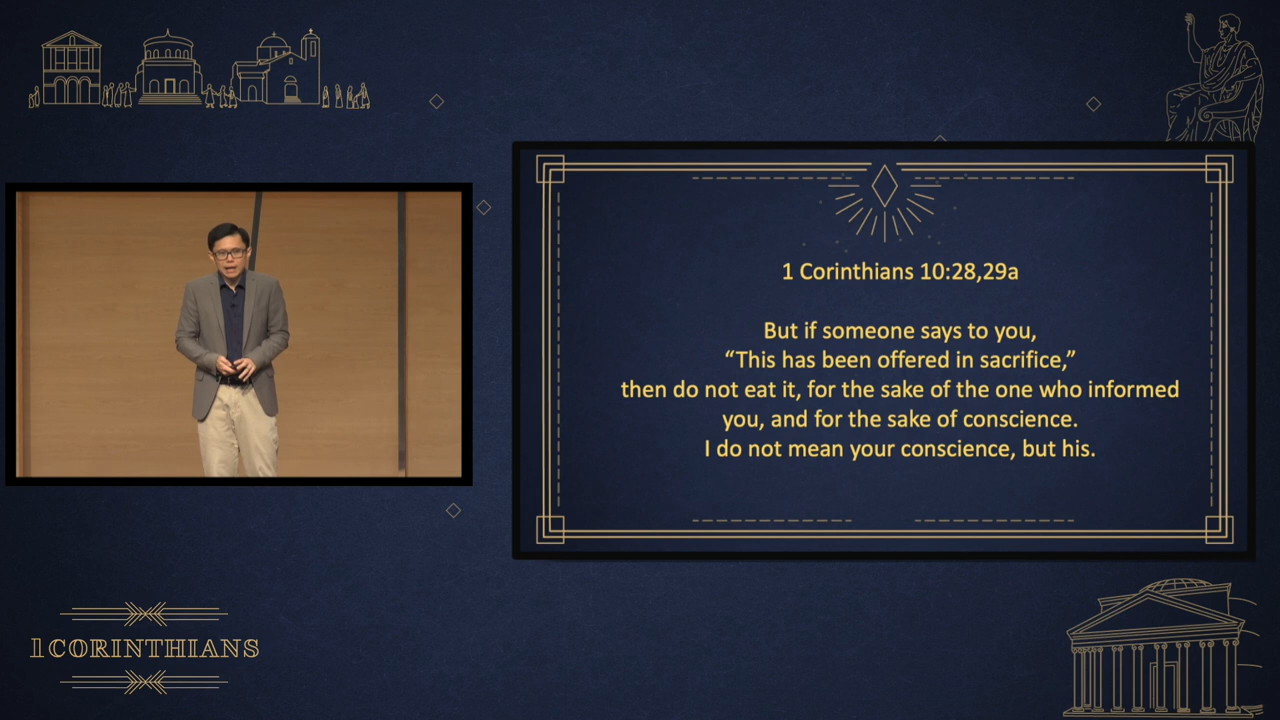 1 Corinthians 10:28,29a
But if someone says to you,
“This has been offered in sacrifice,”
then do not eat it, for the sake of the one who informed
you, and for the sake of conscience.
I do not mean your conscience, but his.
1 CORINTHIANS